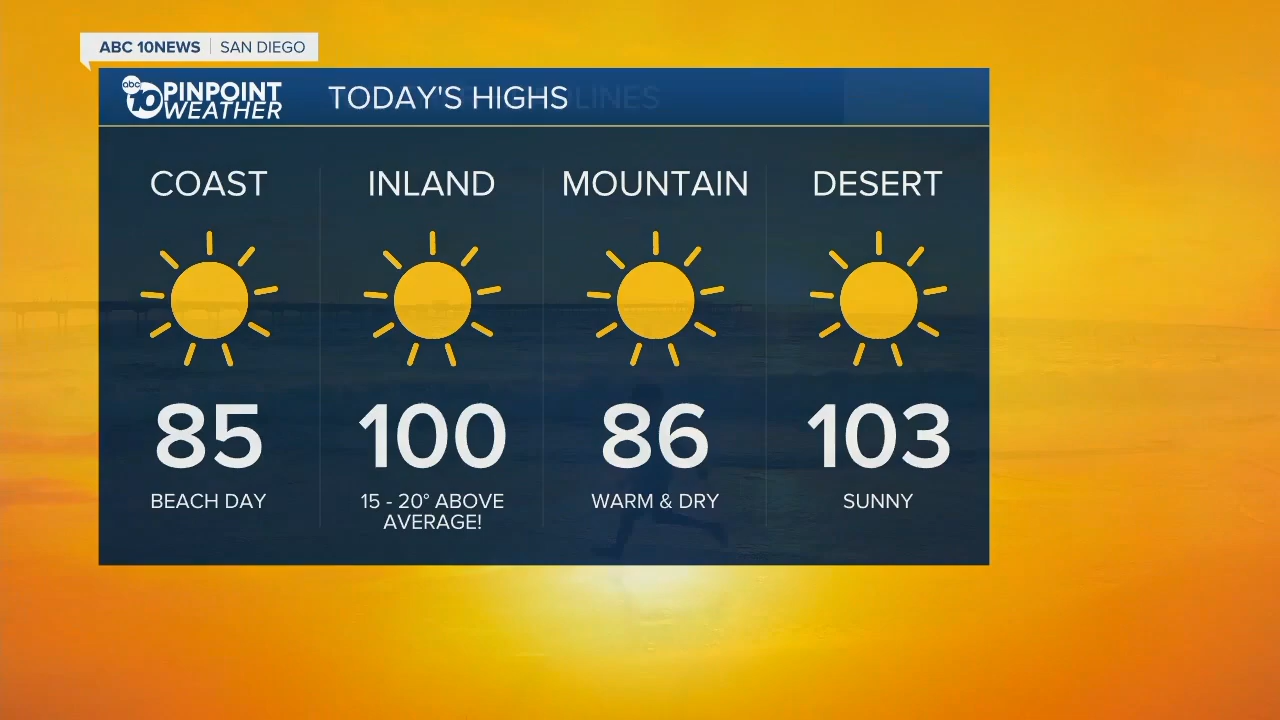 ABC 10NEWS | SAN DIEGO
abc 10 PINPOINT WEATHER
TODAY'S HIGHS
LINES
COAST
INLAND
MOUNTAIN
DESERT
85
100
86
103
BEACH DAY
15 - 20° ABOVE
AVERAGE!
WARM & DRY
SUNNY